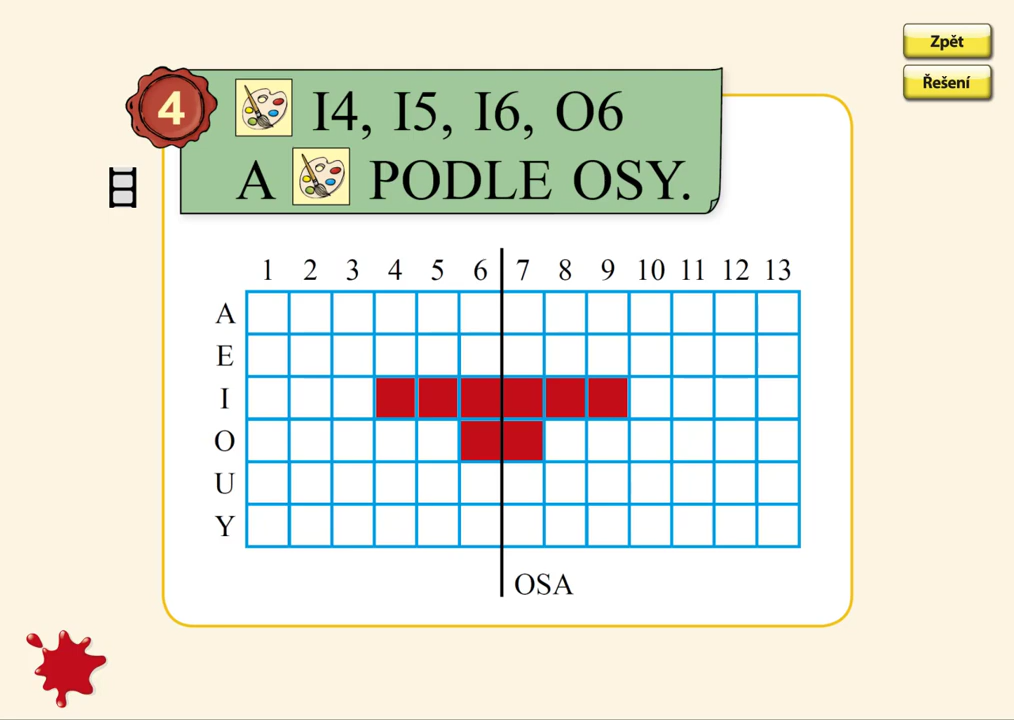 Zpět
Řešení
4
I4, I5, I6, O6
A PODLE OSY.
1 2 3 4 5 6 7 8 9 10 11 12 13
A
E
I
O
U
Y
OSA